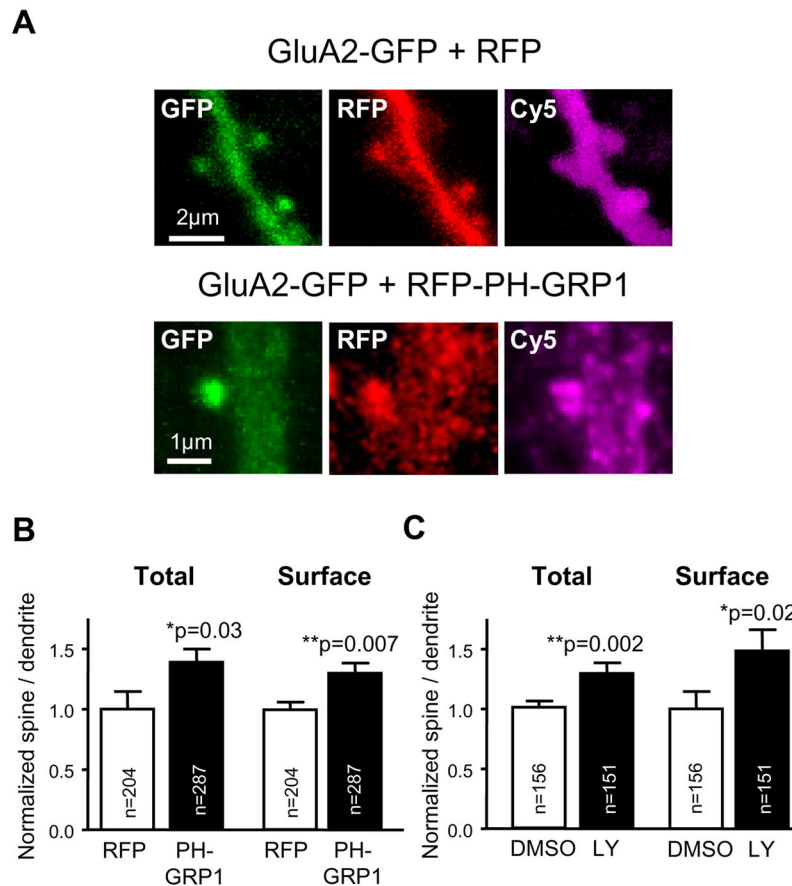 A
GluA2-GFP + RFP
GFP RFP Cy5
2μm
GluA2-GFP + RFP-PH-GRP1
GFP RFP Cy5
1μm
B
Total Surface
Normalized spine / dendrite
1.5
1.0
0.5
0.0
*p=0.03
**p=0.007
n=204
n=287
n=204
n=287
RFP PH- RFP PH-
GRP1 GRP1
C
Total Surface
Normalized spine / dendrite
1.5
1.0
0.5
0.0
**p=0.002
*p=0.02
n=156
n=151
n=156
n=151
DMSO LY DMSO LY